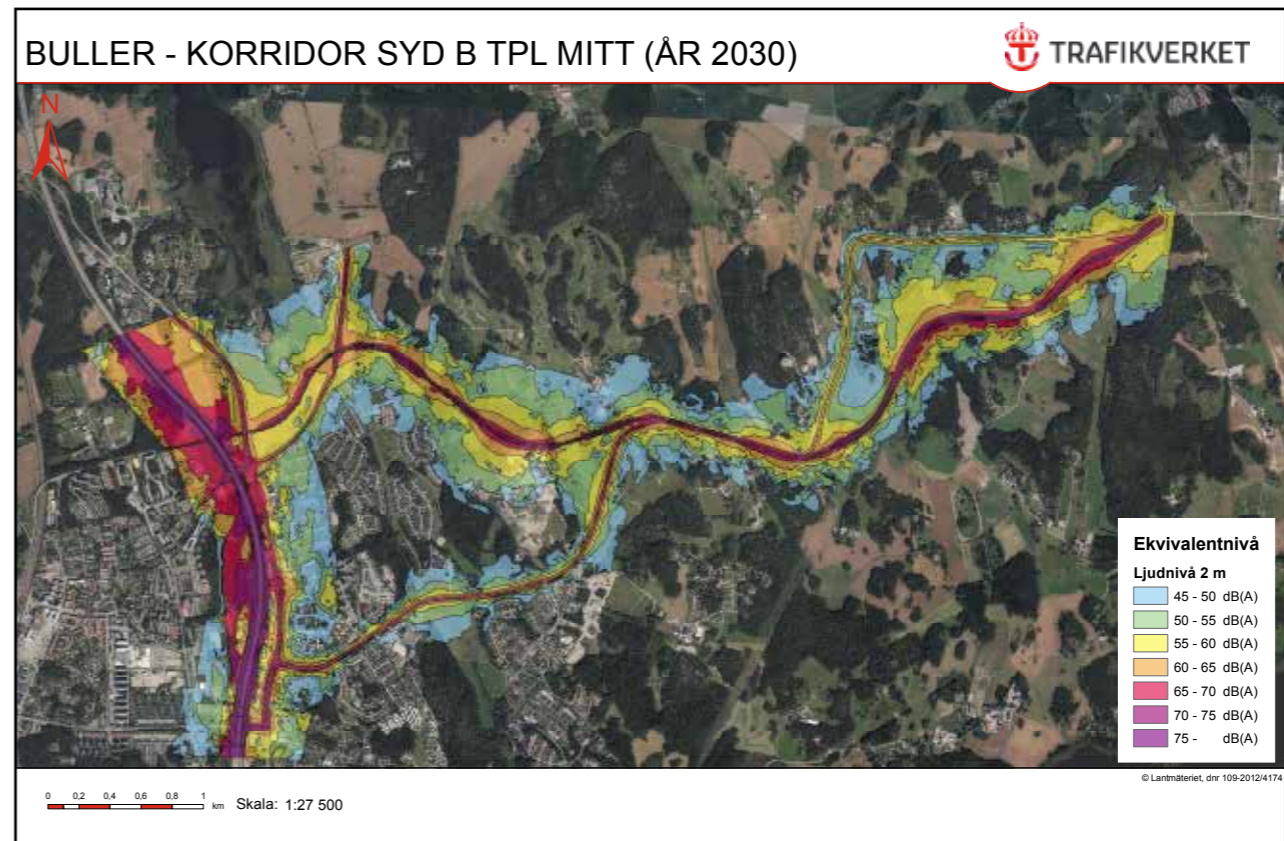 BULLER - KORRIDOR SYD B TPL MITT (ÅR 2030)
TRAFIKVERKET
N
Ekvivalentnivå
Ljudnivå 2 m
45 - 50 dB(A)
50 - 55 dB(A)
55 - 60 dB(A)
60 - 65 dB(A)
65 - 70 dB(A)
70 - 75 dB(A)
75 - dB(A)
© Lantmäteriet, dnr 109-2012/4174
0 0,2 0,4 0,6 0,8 1 km Skala: 1:27 500